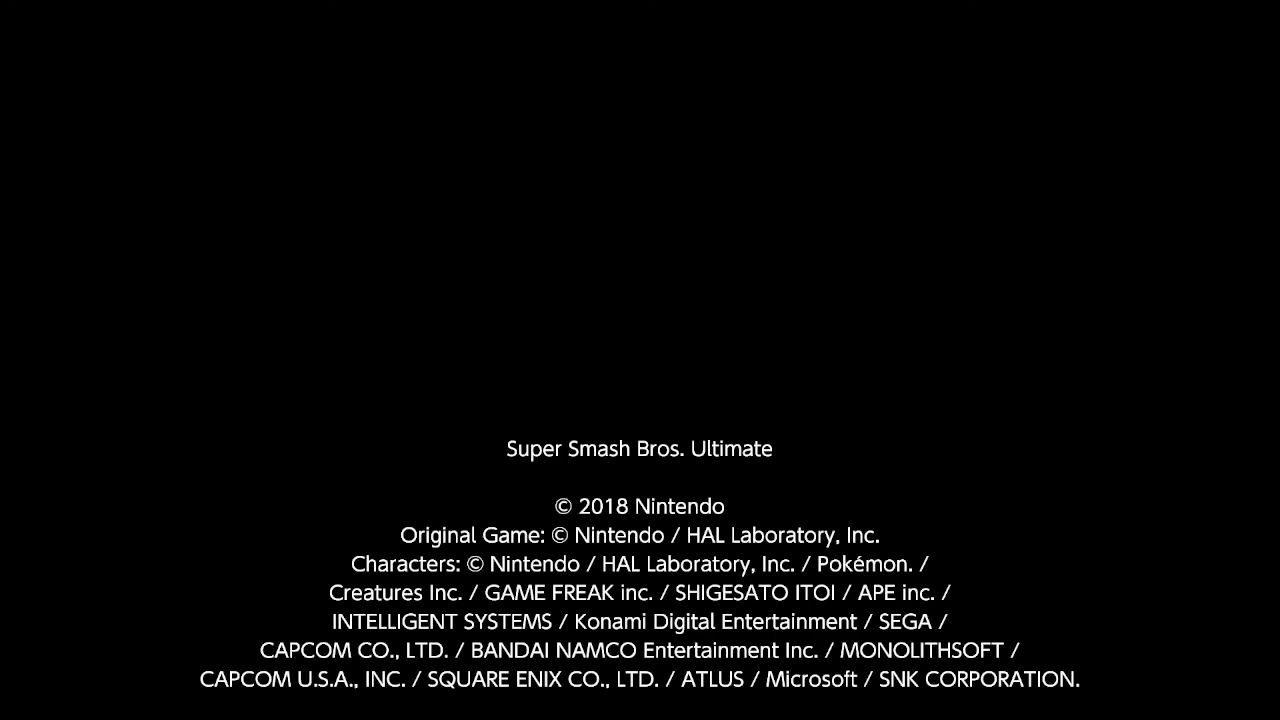 Super Smash Bros. Ultimate
© 2018 Nintendo
Original Game: © Nintendo / HAL Laboratory, Inc.
Characters: © Nintendo / HAL Laboratory, Inc. / Pokémon. /
Creatures Inc. / GAME FREAK inc. / SHIGESATO ITOI / APE inc. /
INTELLIGENT SYSTEMS / Konami Digital Entertainment / SEGA /
CAPCOM CO., LTD. / BANDAI NAMCO Entertainment Inc. / MONOLITHSOFT /
CAPCOM U.S.A., INC. / SQUARE ENIX CO., LTD. / ATLUS / Microsoft / SNK CORPORATION.